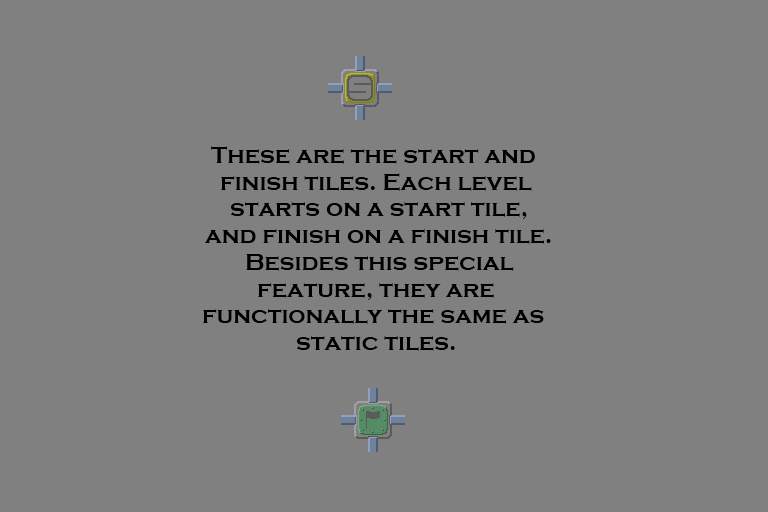 These are the start and
finish tiles. Each level
starts on a start tile,
and finish on a finish tile.
Besides this special
feature, they are
functionally the same as
static tiles.